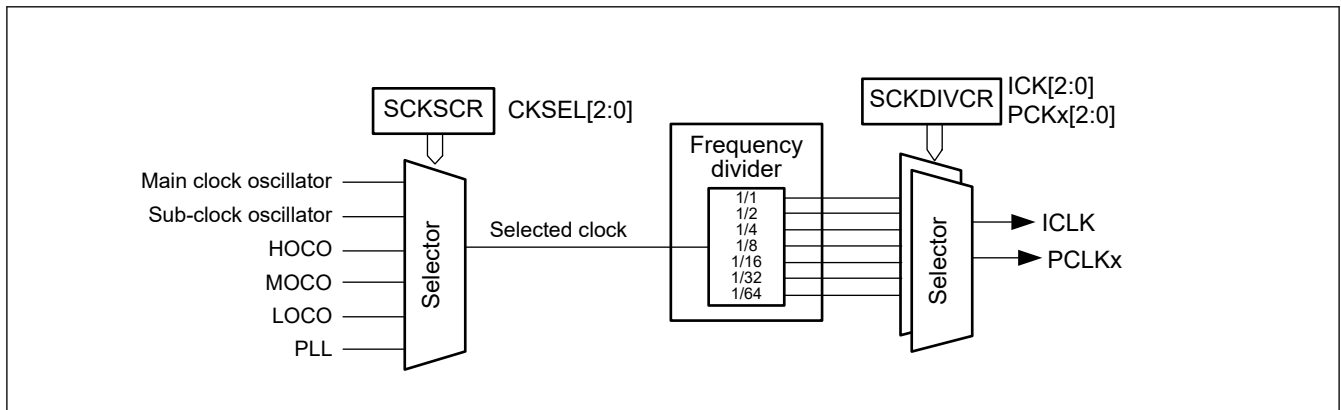 SCKSCR
CKSEL[2:0]
SCKDIVCR
ICK[2:0]
PCKx[2:0]
Main clock oscillator
Sub-clock oscillator
HOCO
MOCO
LOCO
PLL
Selector
Selected clock
Frequency
divider
1/1
1/2
1/4
1/8
1/16
1/32
1/64
Selector
ICLK
PCLKx